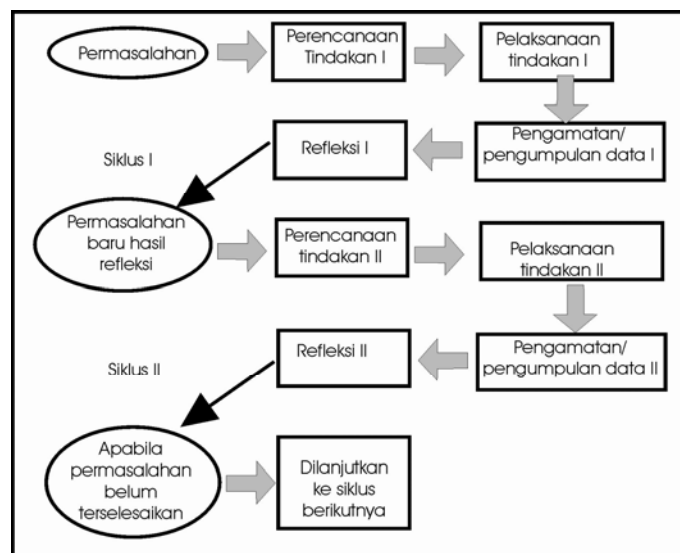 Permasalahan
Perencanaan
Tindakan I
Pelaksanaan
tindakan I
Siklus I
Refleksi I
Pengamatan/
pengumpulan data I
Permasalahan
baru hasil
refleksi
Perencanaan
tindakan II
Pelaksanaan
tindakan II
Siklus II
Refleksi II
Pengamatan/
pengumpulan data II
Apabila
permasalahan
belum
terselesaikan
Dilanjutkan
ke siklus
berikutnya